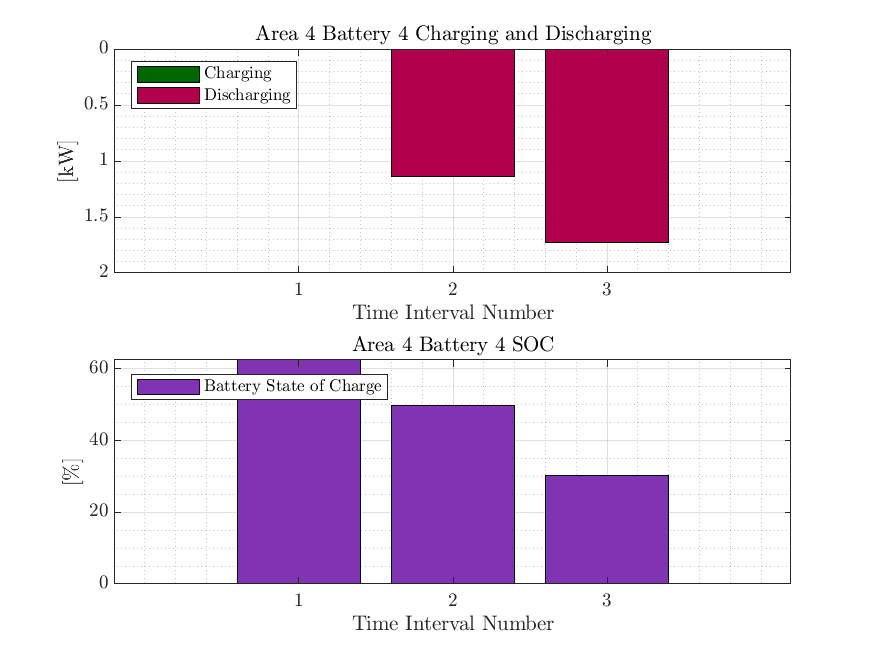 Area 4 Battery 4 Charging and Discharging
0
0.5
1
1.5
2
[kW]
Charging
Discharging
1 2 3
Time Interval Number
Area 4 Battery 4 SOC
60
40
20
0
[%]
Battery State of Charge
1 2 3
Time Interval Number